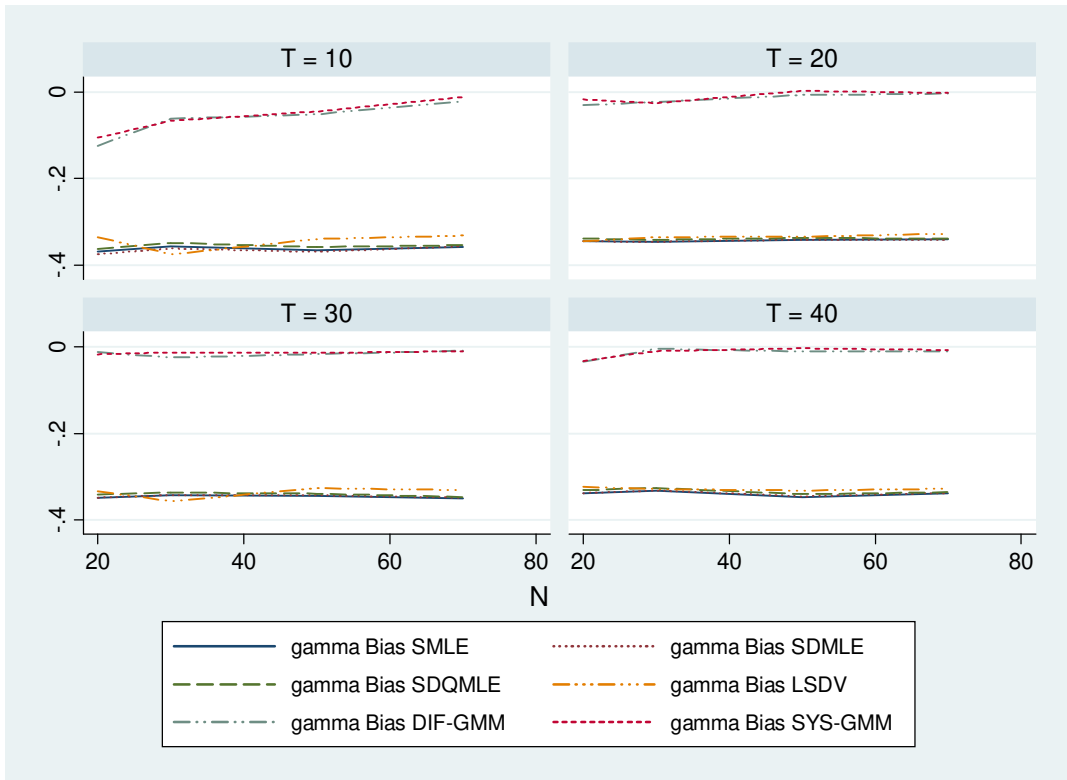 T = 10
T = 20
0
-.2
-.4
T = 30
T = 40
0
-.2
-.4
20 40 60 80
20 40 60 80
N
gamma Bias SMLE
gamma Bias SDMLE
gamma Bias SDQMLE
gamma Bias LSDV
gamma Bias DIF-GMM
gamma Bias SYS-GMM